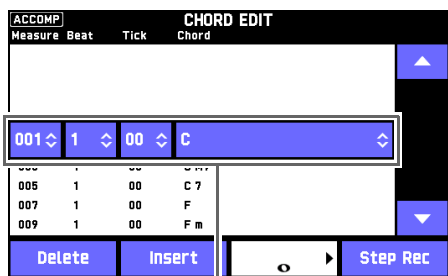 ACCOMP CHORD EDIT
Measure Beat Tick Chord
001 1 00 C
005 1 00 C 7
007 1 00 F
009 1 00 F m
Delete Insert Step Rec